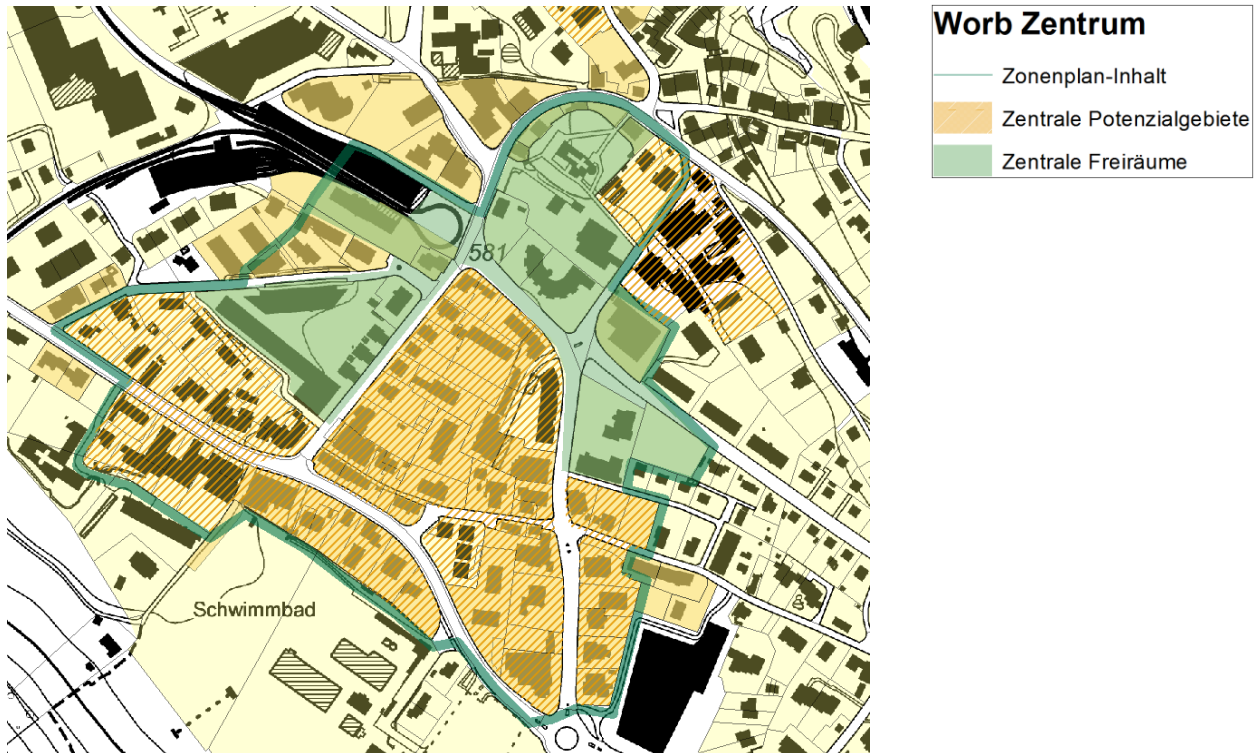 Worb Zentrum
Zonenplan-Inhalt
Zentrale Potenzialgebiete
Zentrale Freiräume
581
Schwimmbad